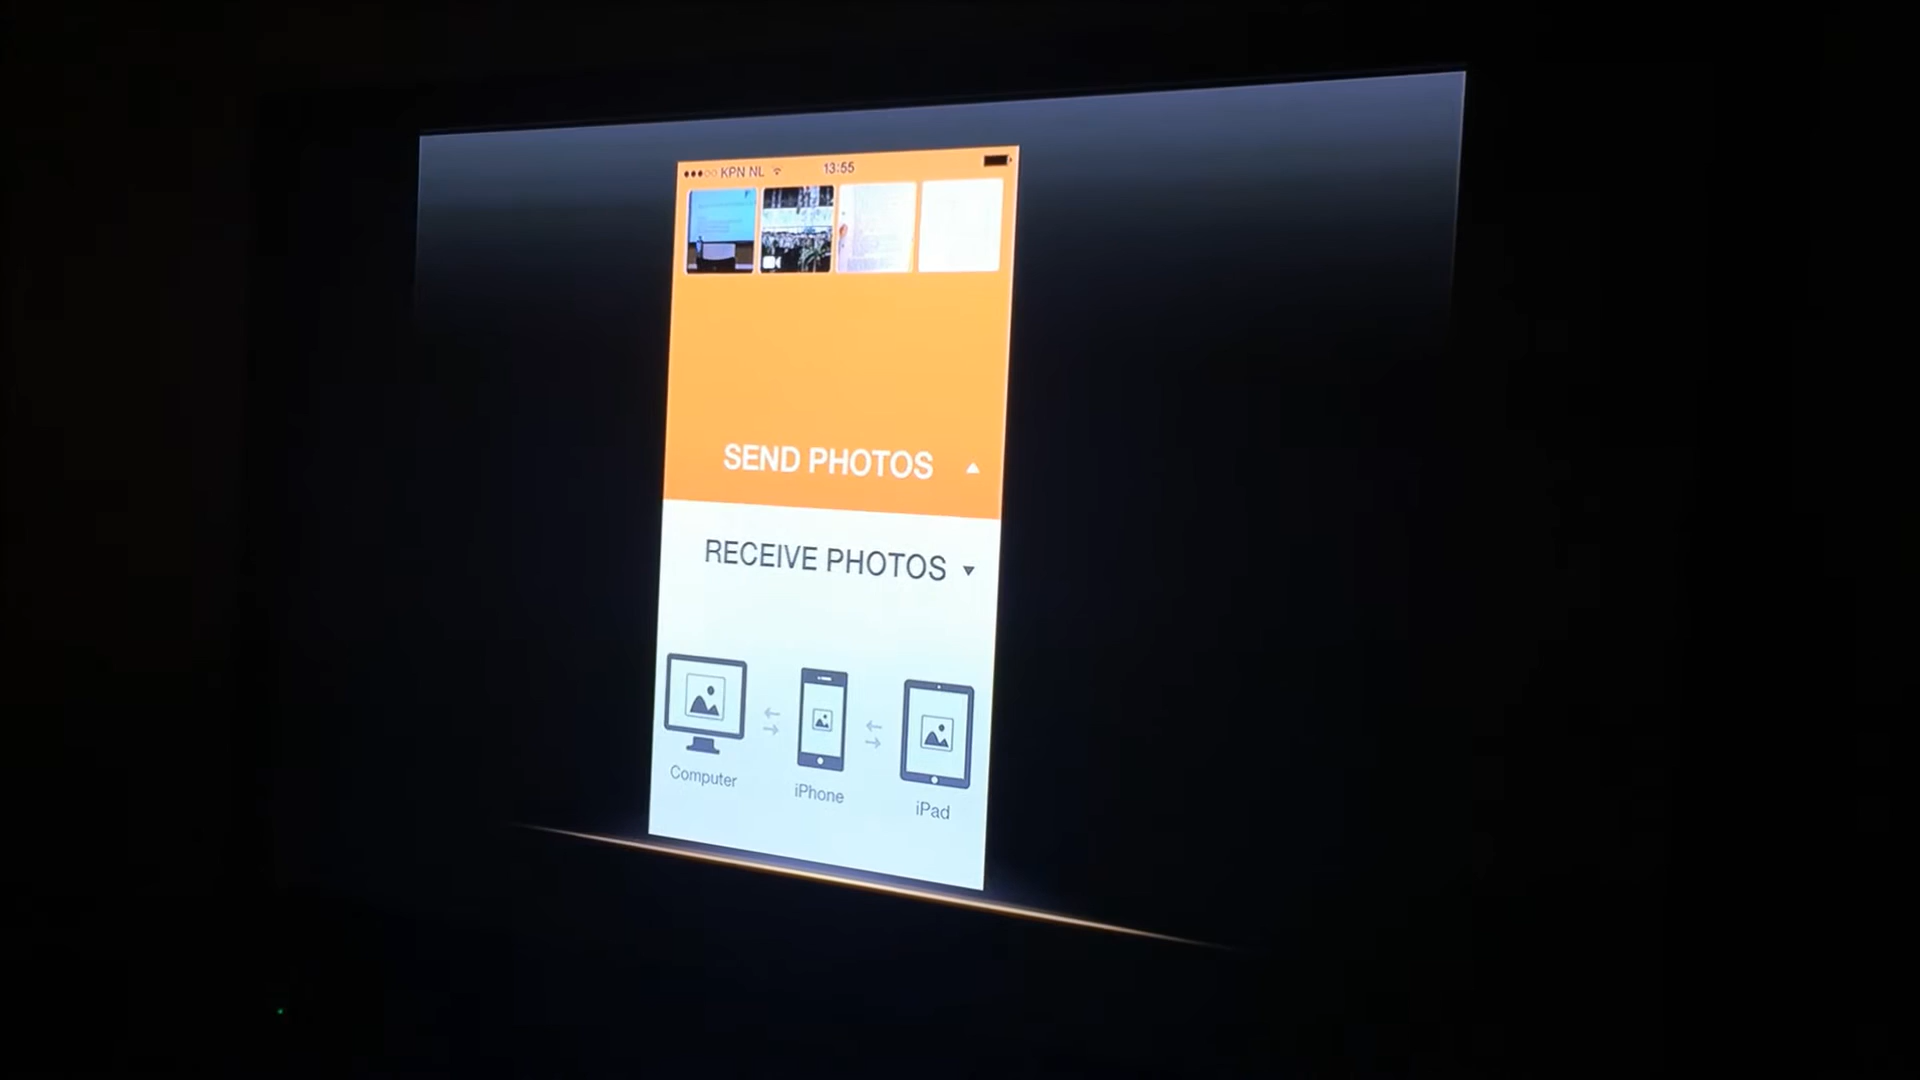 KPN NL 13:55
SEND PHOTOS
RECEIVE PHOTOS
Computer
iPhone
iPad